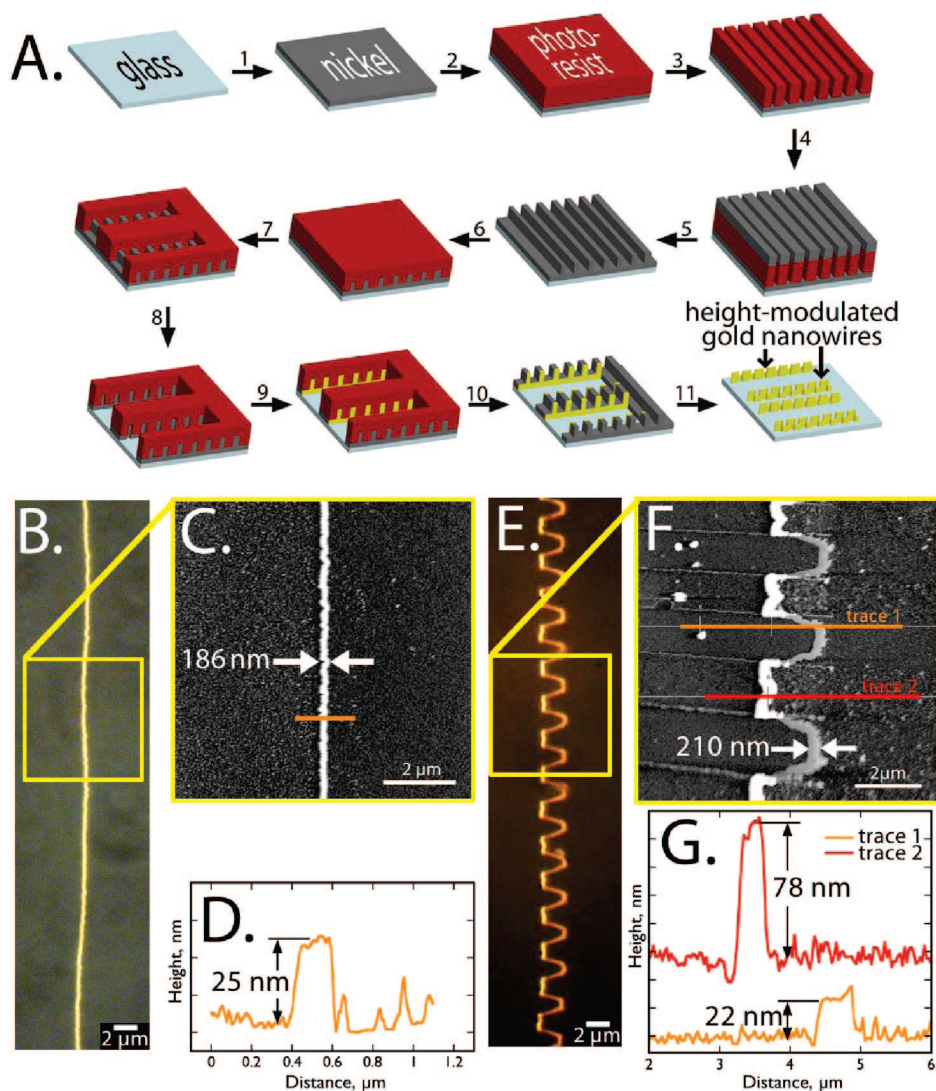 A.
glass
1
nickel
2
photo-
resist
3
4
5
6
7
8
9
10
11
height-modulated
gold nanowires
B.
2 µm
C.
186 nm
2 µm
D.
Height, nm
25 nm
0 0.2 0.4 0.6 0.8 1.0 1.2
Distance, µm
E.
2 µm
F.
trace 1
trace 2
210 nm
2µm
G.
trace 1
trace 2
Height, nm
78 nm
22 nm
2 3 4 5 6
Distance, µm